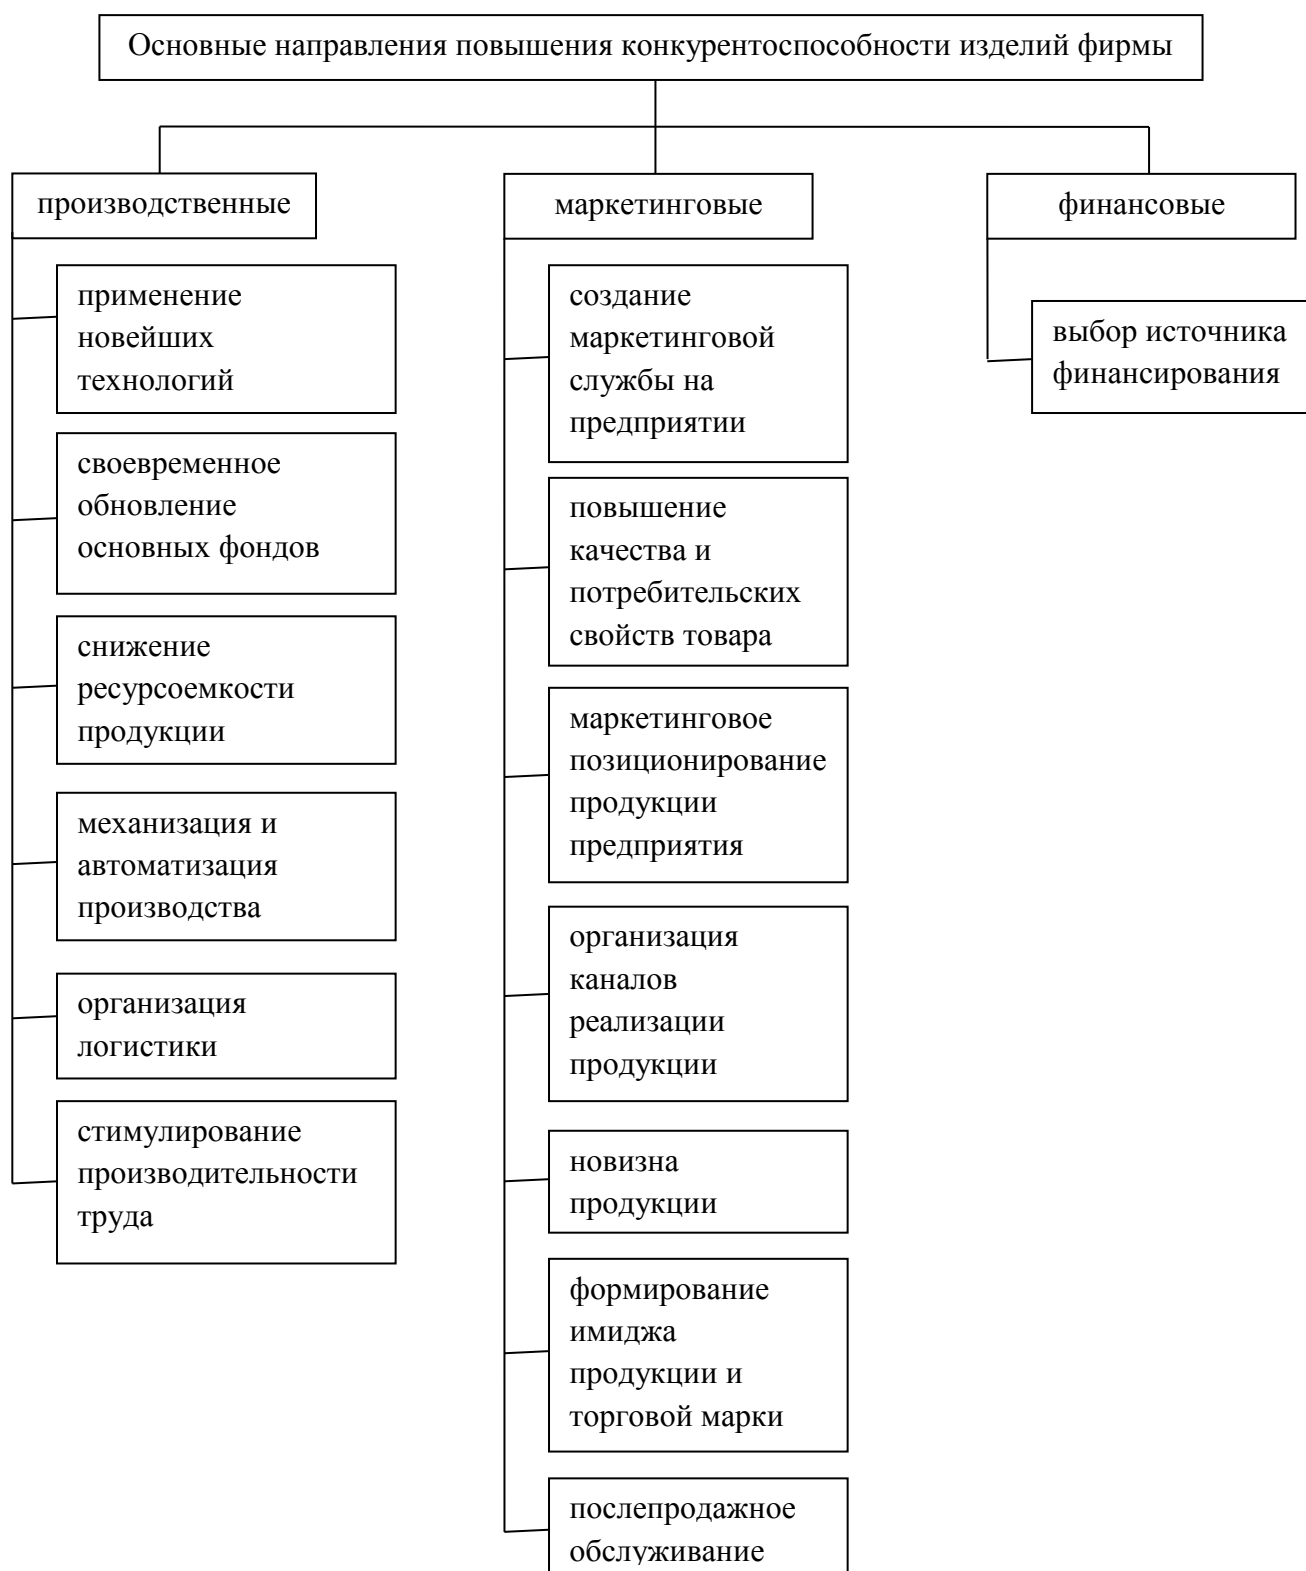 Основные направления повышения конкурентоспособности изделий фирмы
производственные
применение
новейших
технологий
своевременное
обновление
основных фондов
снижение
ресурсоемкости
продукции
механизация и
автоматизация
производства
организация
логистики
стимулирование
производительности
труда
маркетинговые
создание
маркетинговой
службы на
предприятии
повышение
качества и
потребительских
свойств товара
маркетинговое
позиционирование
продукции
предприятия
организация
каналов
реализации
продукции
новизна
продукции
формирование
имиджа
продукции и
торговой марки
послепродажное
обслуживание
финансовые
выбор источника
финансирования